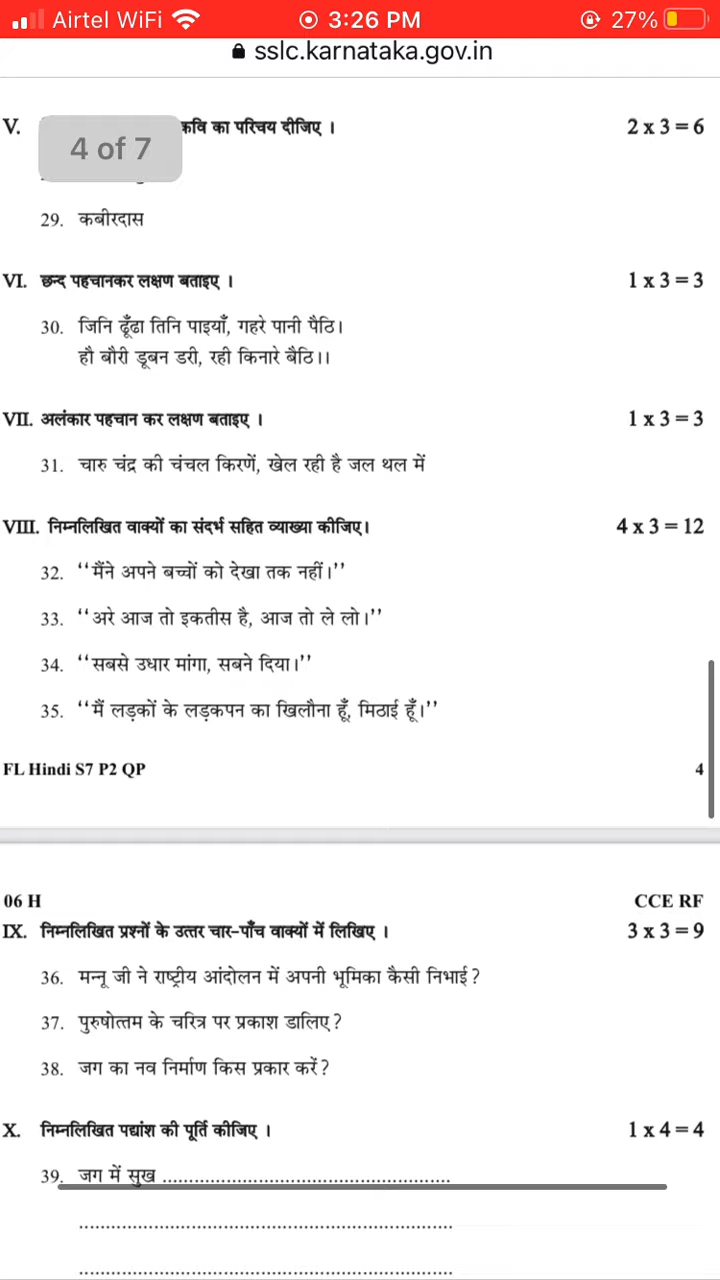 Airtel WiFi 3:26 PM 27%
sslc.karnataka.gov.in
V. कवि का परिचय दीजिए । 2 x 3 = 6
4 of 7
29. कबीरदास
VI. छन्द पहचानकर लक्षण बताइए । 1 x 3 = 3
30. जिनि ढूँढा तिनि पाइयाँ, गहरे पानी पैठि।
हौ बौरी डूबन डरी, रही किनारे बैठि।।
VII. अलंकार पहचान कर लक्षण बताइए । 1 x 3 = 3
31. चारु चंद्र की चंचल किरणें, खेल रही है जल थल में
VIII. निम्नलिखित वाक्यों का संदर्भ सहित व्याख्या कीजिए। 4 x 3 = 12
32. ‘‘मैंने अपने बच्चों को देखा तक नहीं।’’
33. ‘‘अरे आज तो इकतीस है, आज तो ले लो।’’
34. ‘‘सबसे उधार मांगा, सबने दिया।’’
35. ‘‘मैं लड़कों के लड़कपन का खिलौना हूँ, मिठाई हूँ।’’
FL Hindi S7 P2 QP 4
06 H CCE RF
IX. निम्नलिखित प्रश्नों के उत्तर चार-पाँच वाक्यों में लिखिए । 3 x 3 = 9
36. मन्नू जी ने राष्ट्रीय आंदोलन में अपनी भूमिका कैसी निभाई?
37. पुरुषोत्तम के चरित्र पर प्रकाश डालिए?
38. जग का नव निर्माण किस प्रकार करें?
X. निम्नलिखित पद्यांश की पूर्ति कीजिए । 1 x 4 = 4
39. जग में सुख ........................................................
.........................................................................
.........................................................................